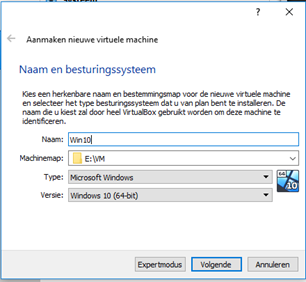 Aanmaken nieuwe virtuele machine
Naam en besturingssysteem
Kies een herkenbare naam en bestemmingsmap voor de nieuwe virtuele machine
en selecteer het type besturingssysteem dat u van plan bent te installeren. De
naam die u kiest zal door heel VirtualBox gebruikt worden om deze machine te
identificeren.
Naam: Win10
Machinemap: E:\VM
Type: Microsoft Windows
Versie: Windows 10 (64-bit)
64
10
Expertmodus Volgende Annuleren